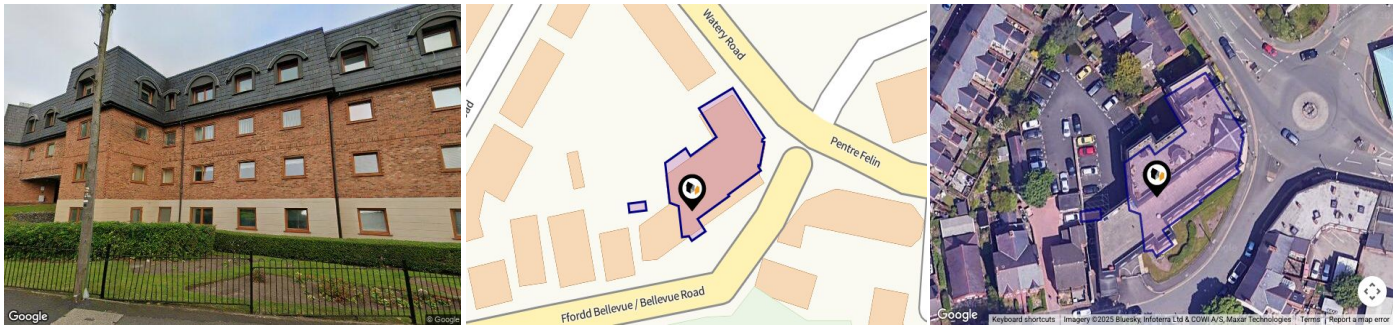 Google
© Google
Watery Road
ad
Pentre Felin
Ffordd Bellevue / Bellevue Road
Google
Keyboard shortcuts
Imagery ©2025 Bluesky, Infoterra Ltd & COWI A/S, Maxar Technologies
Terms
Report a map error